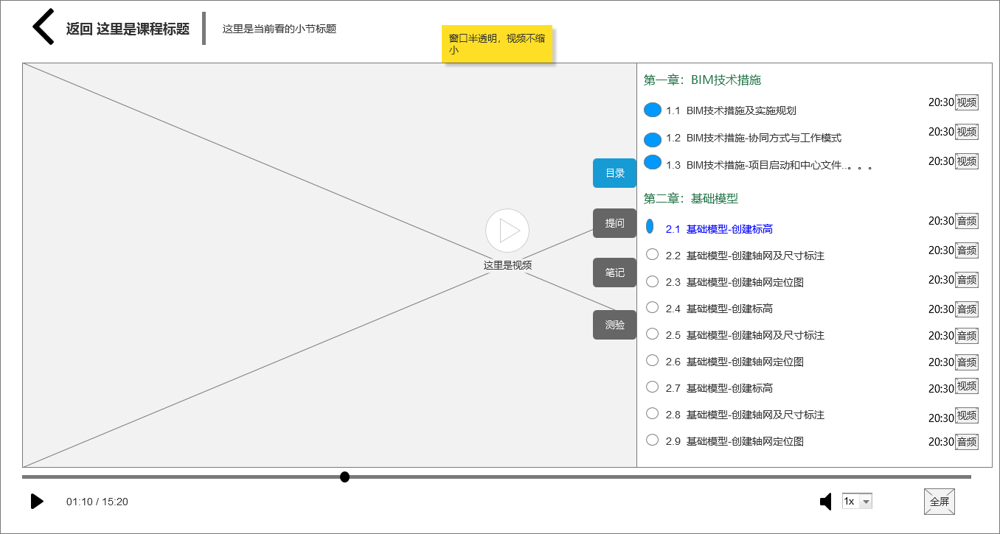 返回 这里是课程标题
这里是当前看的小节标题
窗口半透明，视频不缩
小
这里是视频
目录
提问
笔记
测验
第一章：BIM技术措施
1.1 BIM技术措施及实施规划 20:30 视频
1.2 BIM技术措施-协同方式与工作模式 20:30 视频
1.3 BIM技术措施-项目启动和中心文件..。。。 20:30 视频
第二章：基础模型
2.1 基础模型-创建标高 20:30 音频
2.2 基础模型-创建轴网及尺寸标注 20:30 音频
2.3 基础模型-创建轴网定位图 20:30 音频
2.4 基础模型-创建标高 20:30 音频
2.5 基础模型-创建轴网及尺寸标注 20:30 音频
2.6 基础模型-创建轴网定位图 20:30 音频
2.7 基础模型-创建标高 20:30 视频
2.8 基础模型-创建轴网及尺寸标注 20:30 视频
2.9 基础模型-创建轴网定位图 20:30 音频
01:10 / 15:20
1x
全屏